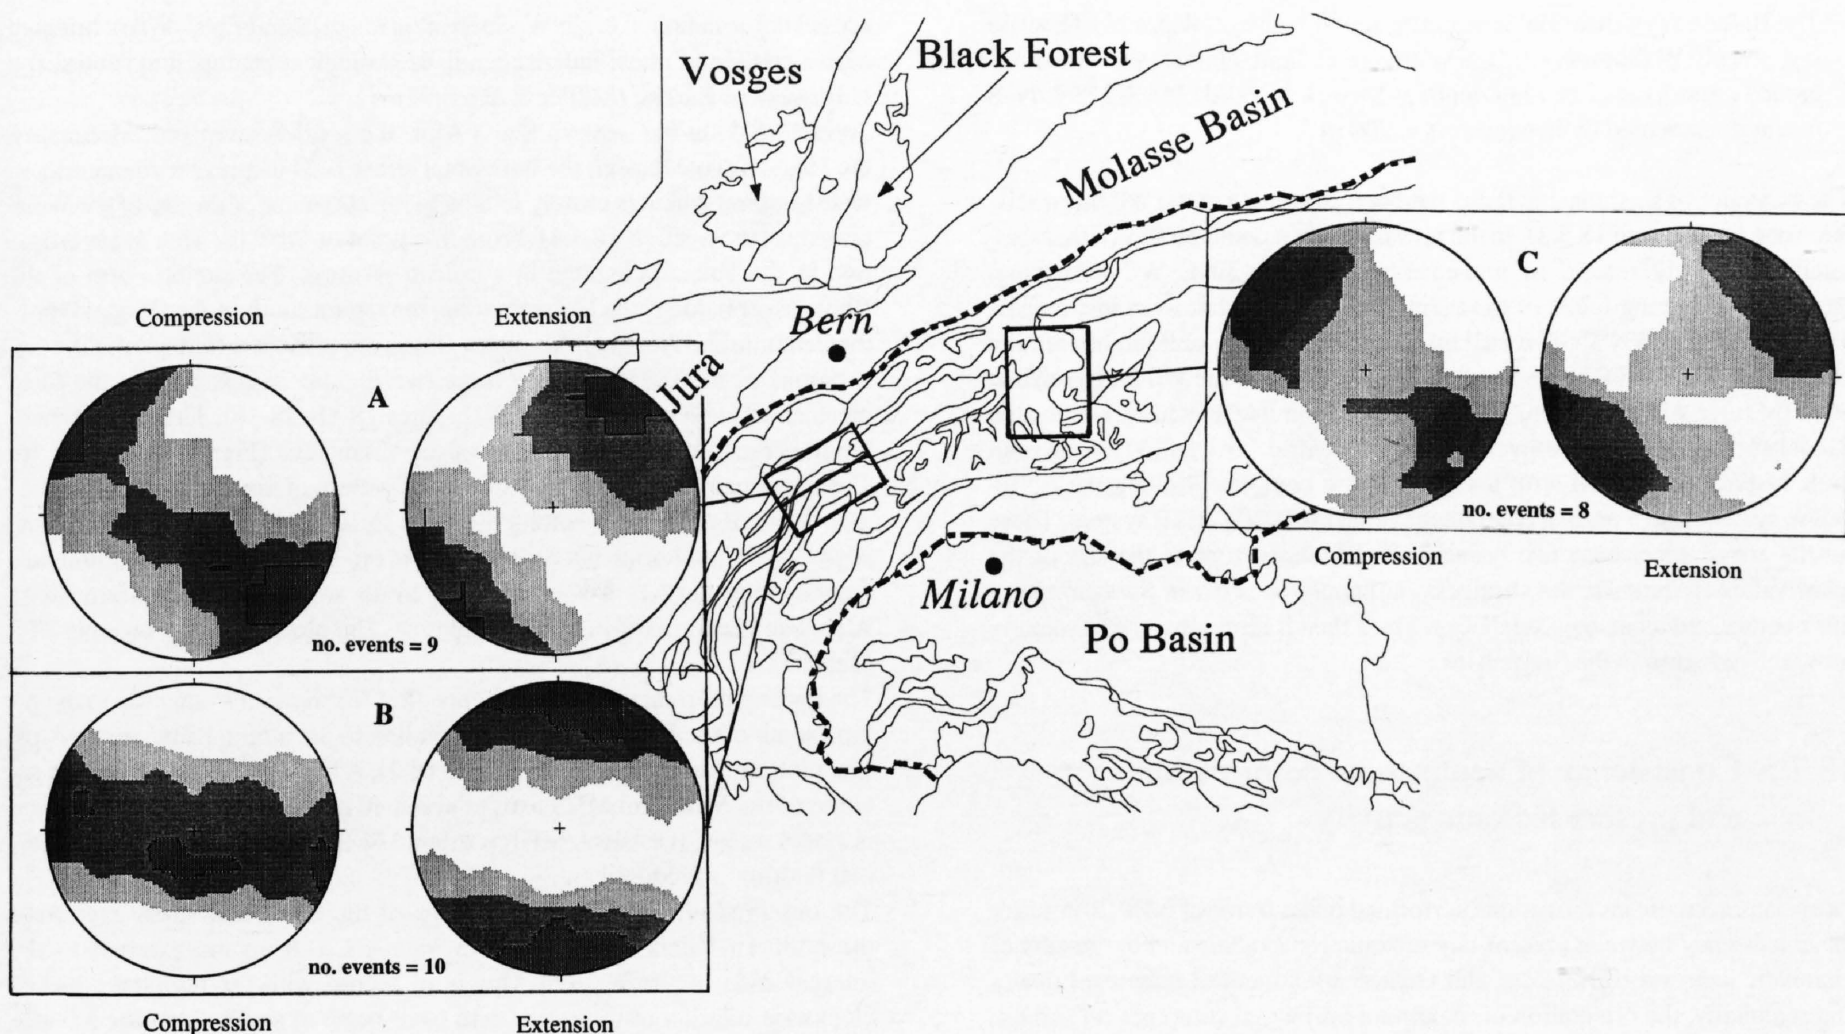 Vosges
Black Forest
Molasse Basin
Bern
Jura
Milano
Po Basin
Compression
Extension
A
no. events = 9
B
no. events = 10
Compression
Extension
C
no. events = 8
Compression
Extension